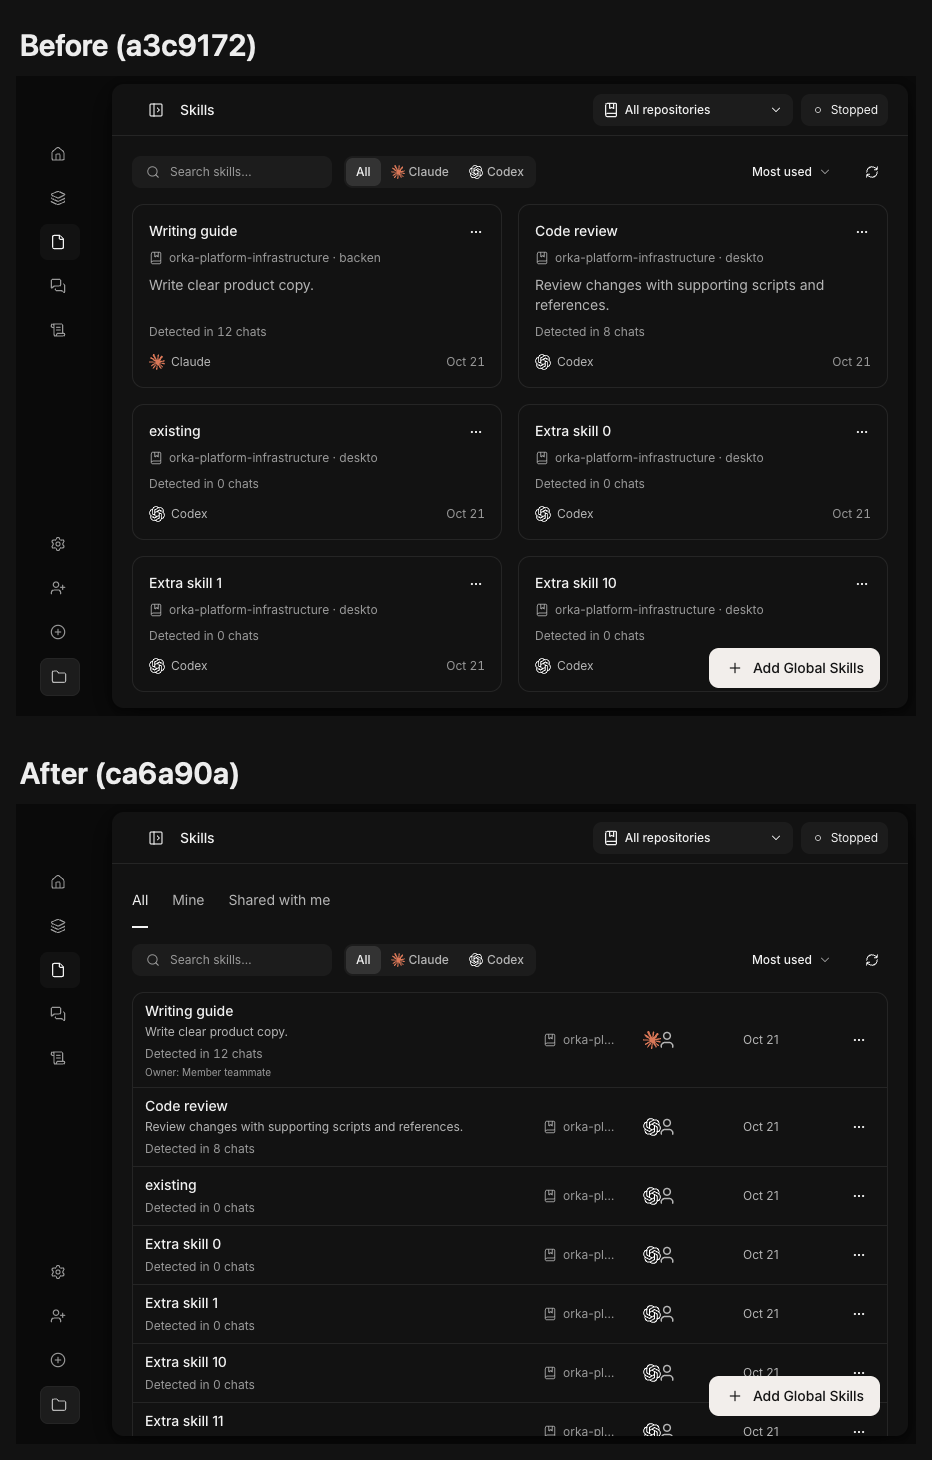 Before (a3c9172)
Skills
All repositories
Stopped
Search skills...
All
Claude
Codex
Most used
Writing guide
orka-platform-infrastructure · backen
Write clear product copy.
Detected in 12 chats
Claude
Oct 21
Code review
orka-platform-infrastructure · deskto
Review changes with supporting scripts and
references.
Detected in 8 chats
Codex
Oct 21
existing
orka-platform-infrastructure · deskto
Detected in 0 chats
Codex
Oct 21
Extra skill 0
orka-platform-infrastructure · deskto
Detected in 0 chats
Codex
Oct 21
Extra skill 1
orka-platform-infrastructure · deskto
Detected in 0 chats
Codex
Oct 21
Extra skill 10
orka-platform-infrastructure · deskto
Detected in 0 chats
Codex
Add Global Skills
After (ca6a90a)
Skills
All repositories
Stopped
All
Mine
Shared with me
Search skills...
All
Claude
Codex
Most used
Writing guide
Write clear product copy.
Detected in 12 chats
Owner: Member teammate
orka-pl...
Oct 21
Code review
Review changes with supporting scripts and references.
Detected in 8 chats
orka-pl...
Oct 21
existing
Detected in 0 chats
orka-pl...
Oct 21
Extra skill 0
Detected in 0 chats
orka-pl...
Oct 21
Extra skill 1
Detected in 0 chats
orka-pl...
Oct 21
Extra skill 10
Detected in 0 chats
orka-pl...
Oct 21
Extra skill 11
orka-pl...
Oct 21
Add Global Skills